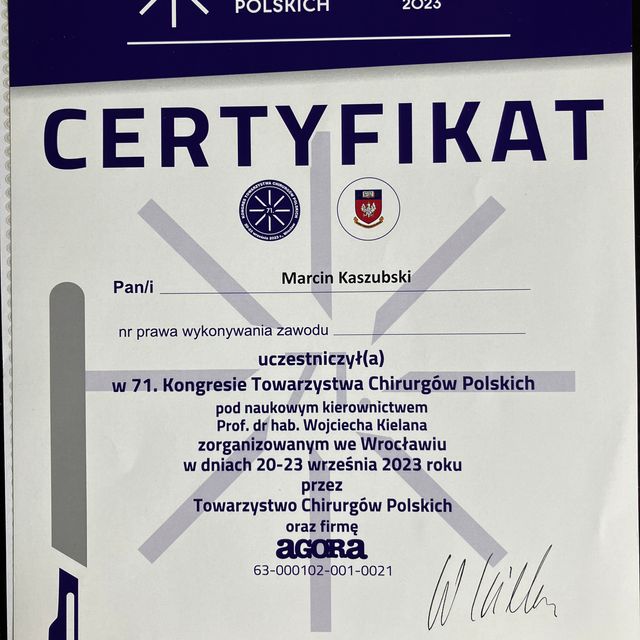 POLSKICH
2023
CERTYFIKAT
71.
Pan/i Marcin Kaszubski
nr prawa wykonywania zawodu
uczestniczył(a)
w 71. Kongresie Towarzystwa Chirurgów Polskich
pod naukowym kierownictwem
Prof. dr hab. Wojciecha Kielana
zorganizowanym we Wrocławiu
w dniach 20-23 września 2023 roku
przez
Towarzystwo Chirurgów Polskich
oraz firmę
agora
63-000102-001-0021